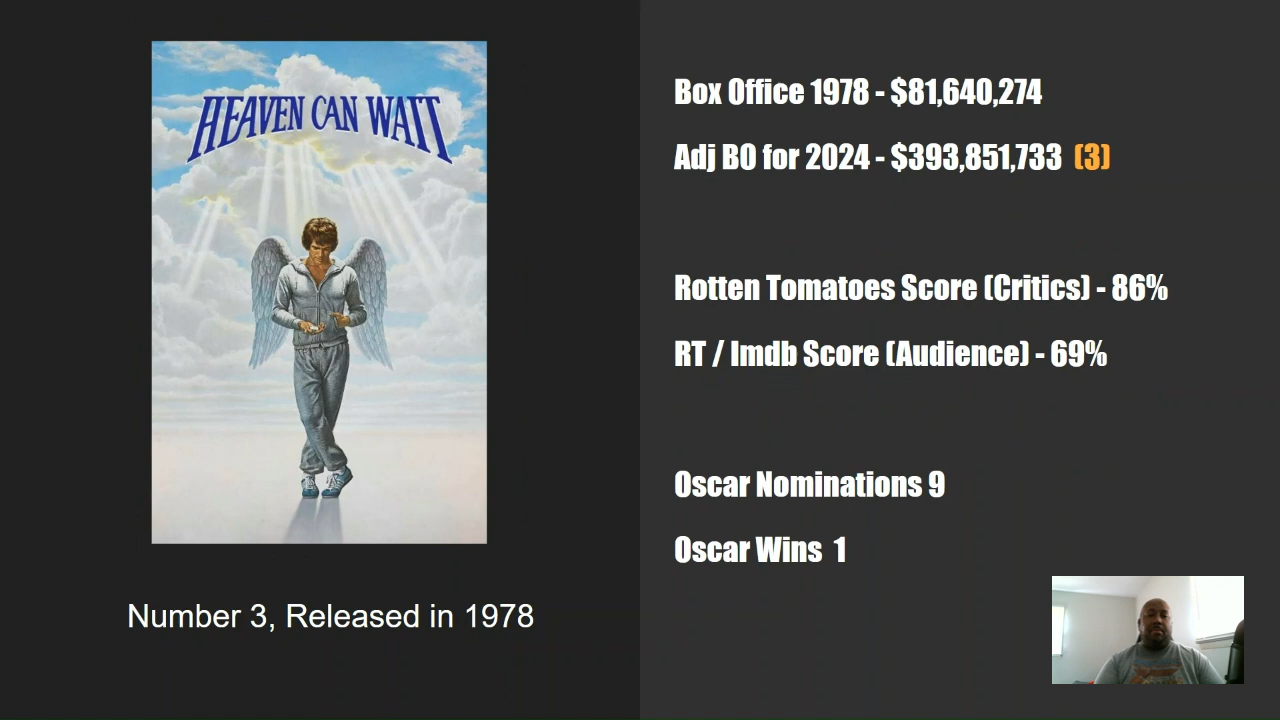 HEAVEN CAN WAIT
Number 3, Released in 1978
Box Office 1978 - $81,640,274
Adj BO for 2024 - $393,851,733 (3)
Rotten Tomatoes Score (Critics) - 86%
RT / Imdb Score (Audience) - 69%
Oscar Nominations 9
Oscar Wins 1